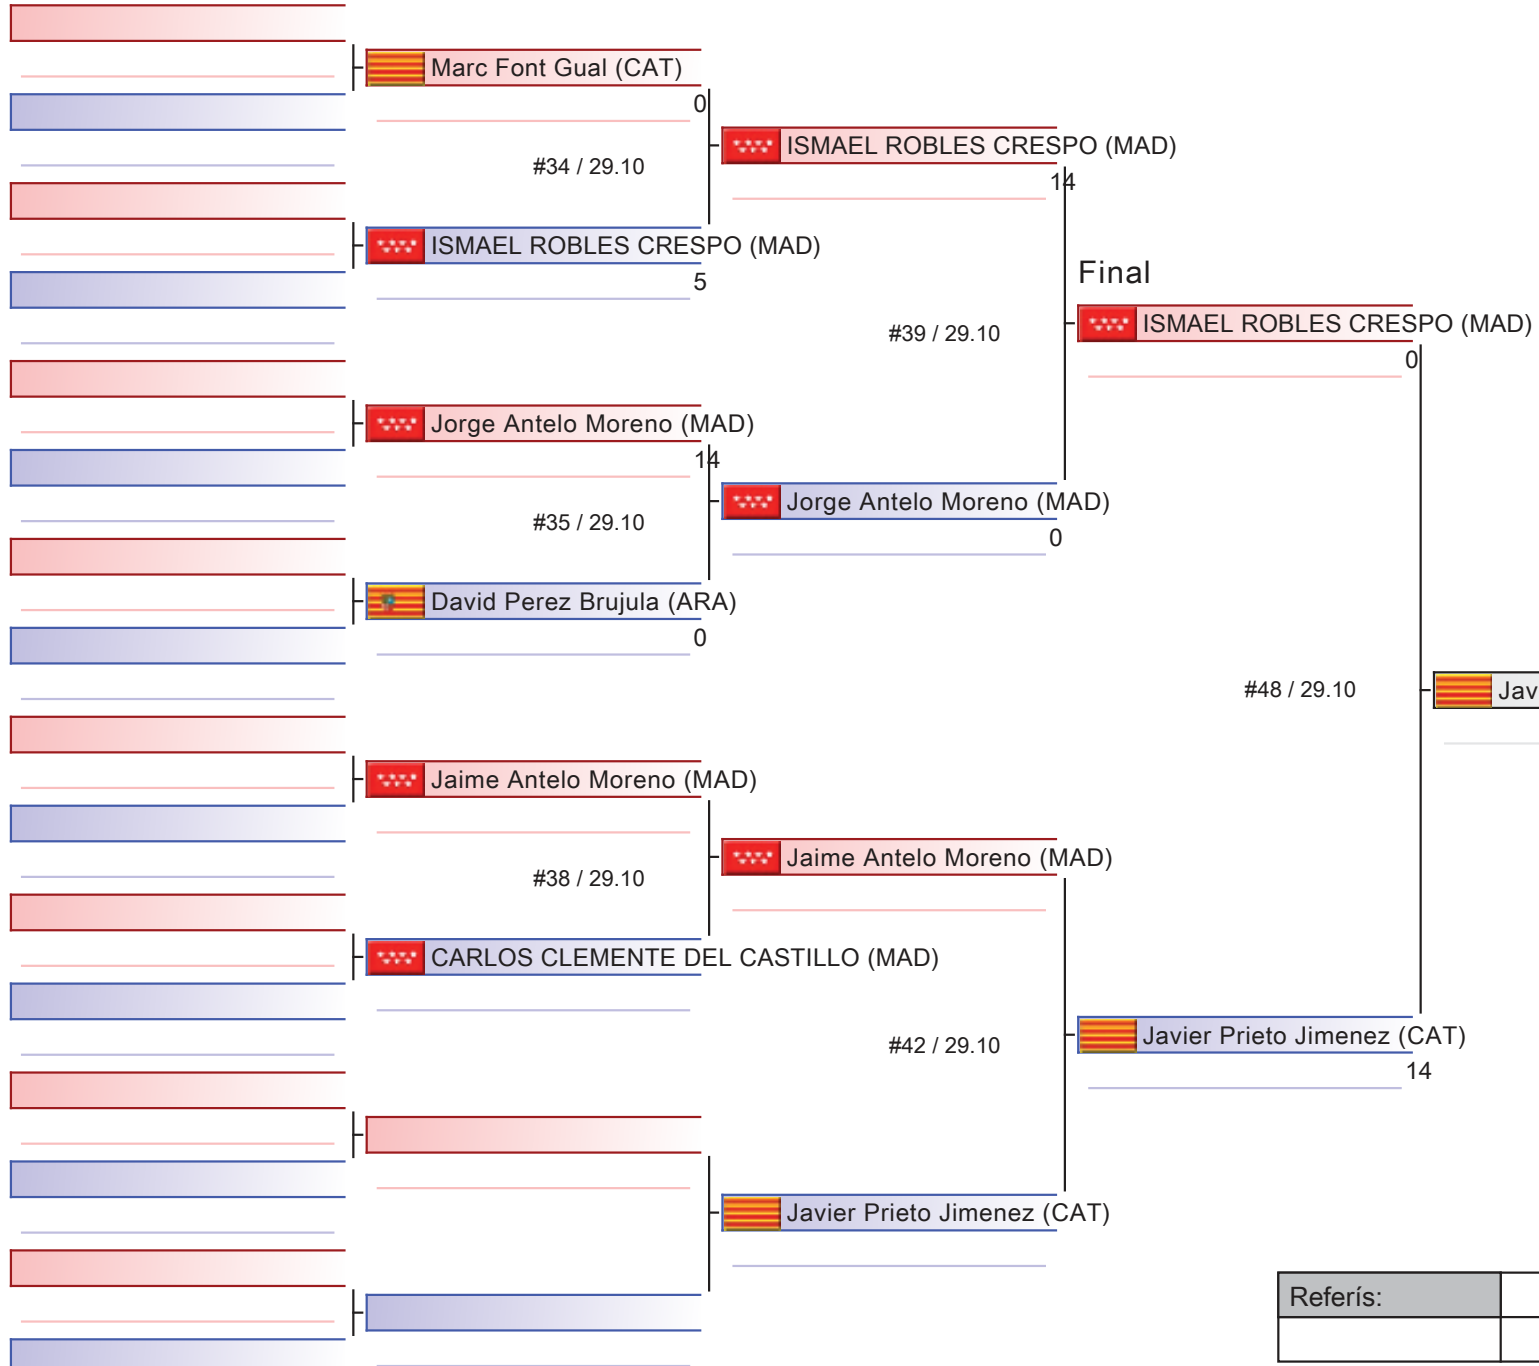 Marc Font Gual (CAT)
0
ISMAEL ROBLES CRESPO (MAD)
#34 / 29.10
14
ISMAEL ROBLES CRESPO (MAD)
5
Final
ISMAEL ROBLES CRESPO (MAD)
#39 / 29.10
0
Jorge Antelo Moreno (MAD)
14
Jorge Antelo Moreno (MAD)
#35 / 29.10
0
David Perez Brujula (ARA)
0
#48 / 29.10
Jav
Jaime Antelo Moreno (MAD)
Jaime Antelo Moreno (MAD)
#38 / 29.10
CARLOS CLEMENTE DEL CASTILLO (MAD)
#42 / 29.10
Javier Prieto Jimenez (CAT)
14
Javier Prieto Jimenez (CAT)
Referís: